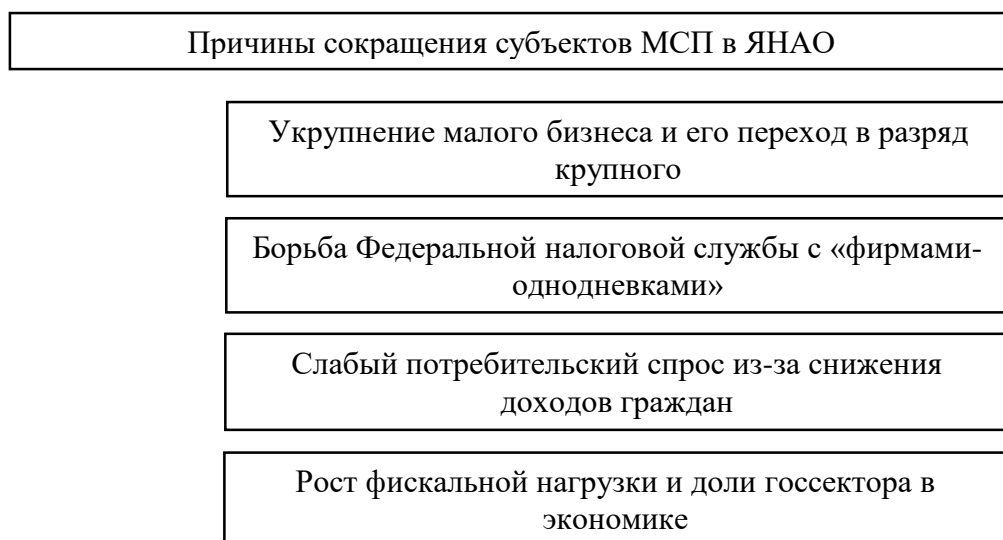 Причины сокращения субъектов МСП в ЯНАО
Укрупнение малого бизнеса и его переход в разряд
крупного
Борьба Федеральной налоговой службы с «фирмами-
однодневками»
Слабый потребительский спрос из-за снижения
доходов граждан
Рост фискальной нагрузки и доли госсектора в
экономике